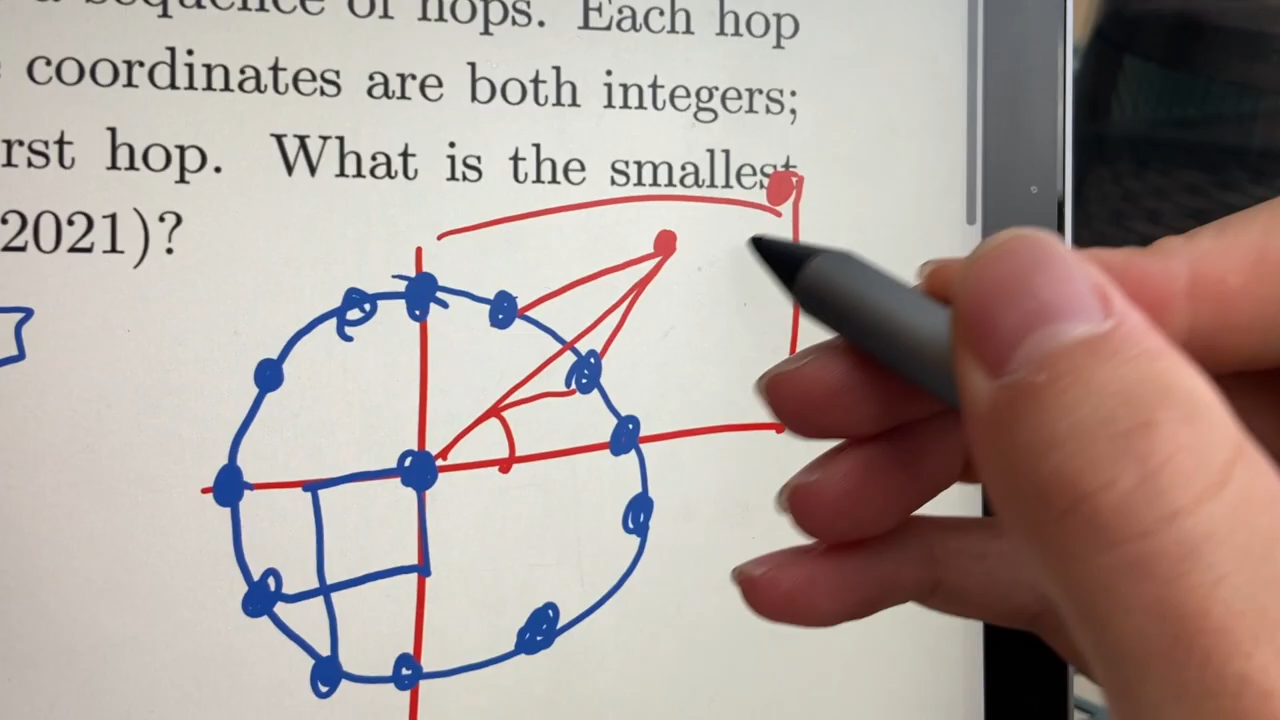 sequence of hops. Each hop
coordinates are both integers;
rst hop. What is the smallest
2021)?